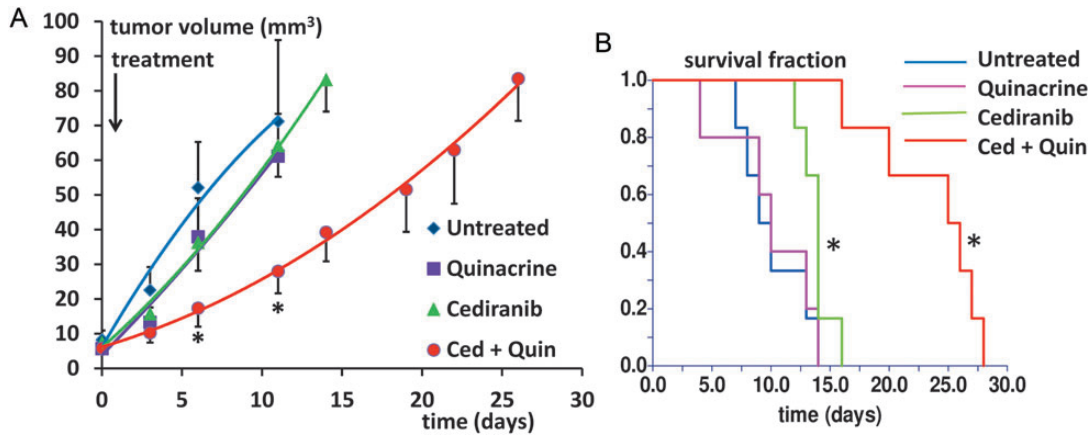 A
tumor volume (mm³)
treatment
100
90
80
70
60
50
40
30
20
10
0
Untreated
Quinacrine
Cediranib
Ced + Quin
*
*
0 5 10 15 20 25 30
time (days)
B
survival fraction
Untreated
Quinacrine
Cediranib
Ced + Quin
1.0
0.8
0.6
0.4
0.2
0.0
*
*
0.0 5.0 10.0 15.0 20.0 25.0 30.0
time (days)